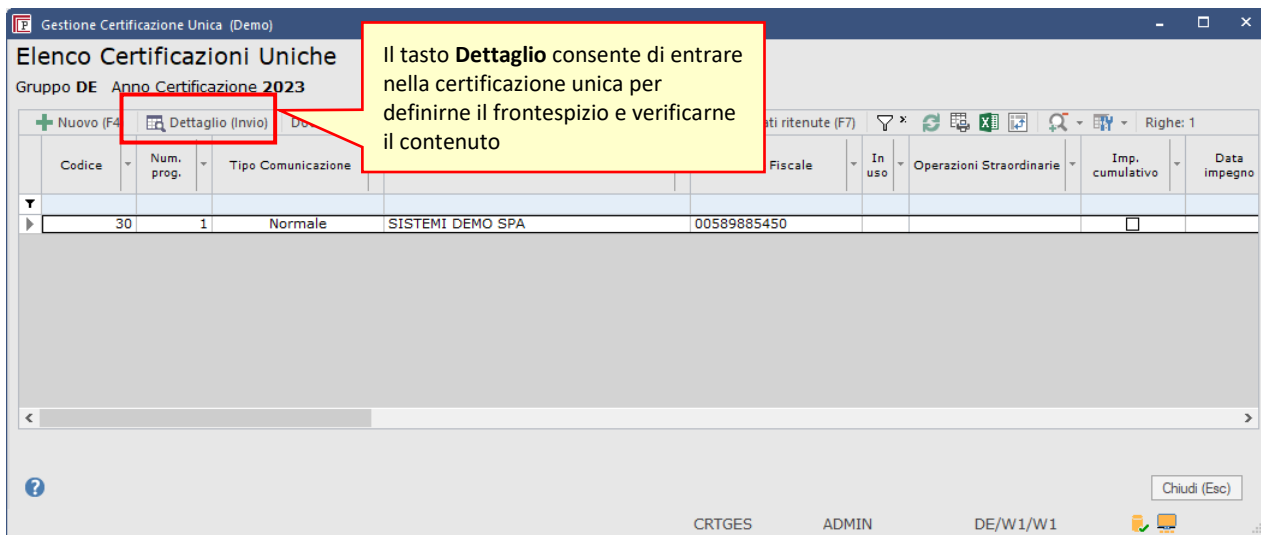 Gestione Certificazione Unica (Demo)
Elenco Certificazioni Uniche
Gruppo DE Anno Certificazione 2023
Il tasto Dettaglio consente di entrare
nella certificazione unica per
definirne il frontespizio e verificarne
il contenuto
Nuovo (F4 Dettaglio (Invio) ritenute (F7) Righe: 1
Codice Num. prog. Tipo Comunicazione Fiscale In uso Operazioni Straordinarie Imp. cumulativo Data impegno
30 1 Normale SISTEMI DEMO SPA 00589885450
Chiudi (Esc)
CRTGES ADMIN DE/W1/W1